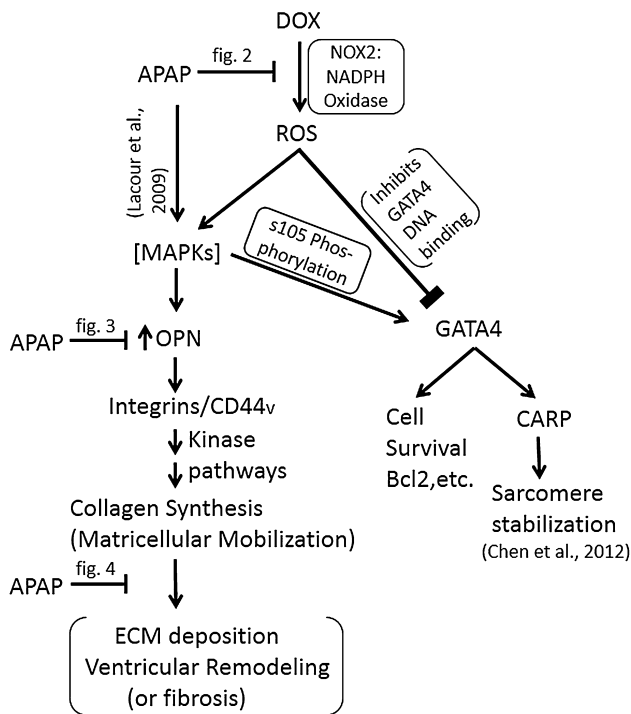 DOX
fig. 2
NOX2:
NADPH
Oxidase
APAP
ROS
(Lacour et al.,
2009)
Inhibits
GATA4
DNA
binding
s105 Phos-
phorylation
[MAPKs]
GATA4
fig. 3
APAP
OPN
Integrins/CD44v
Kinase
pathways
Cell
Survival
Bcl2,etc.
CARP
Collagen Synthesis
(Matricellular Mobilization)
Sarcomere
stabilization
(Chen et al., 2012)
fig. 4
APAP
ECM deposition
Ventricular Remodeling
(or fibrosis)